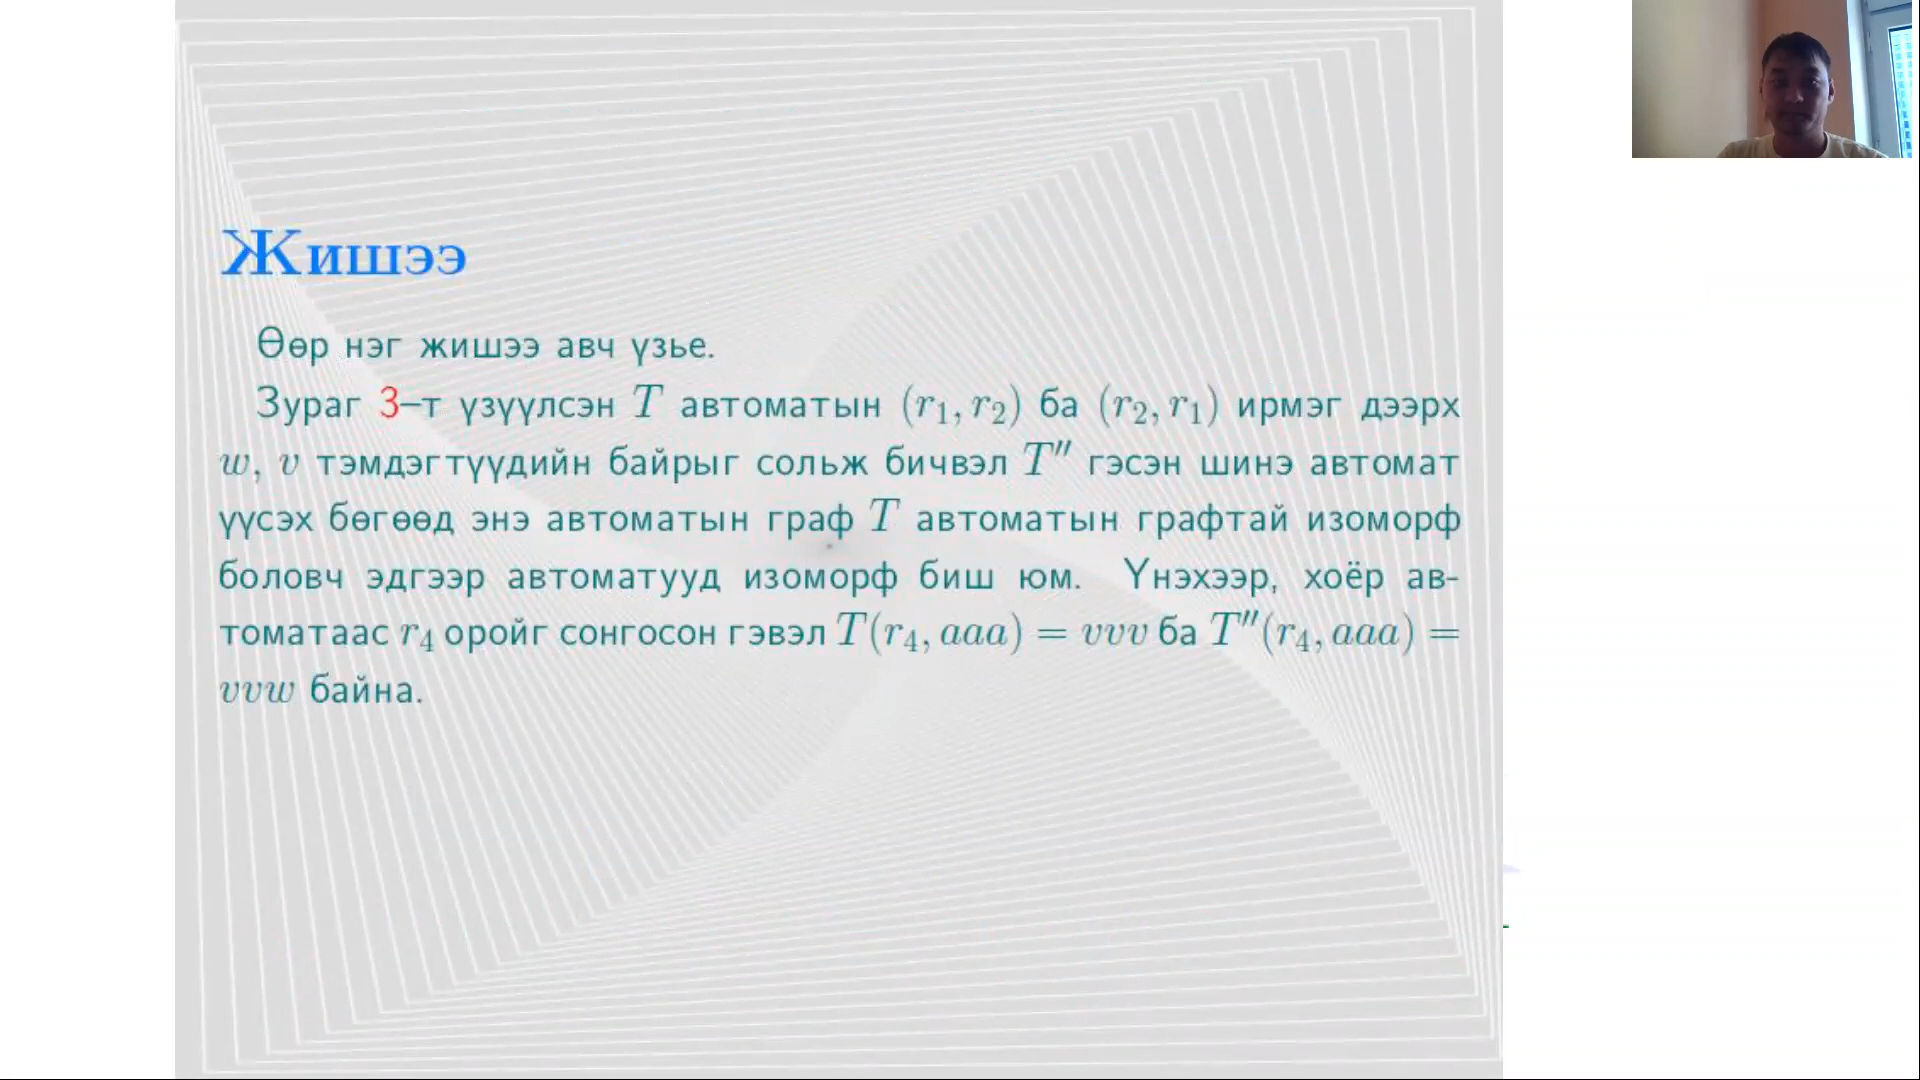 Жишээ
Өөр нэг жишээ авч үзье.
Зураг 3–т үзүүлсэн T автоматын (r₁, r₂) ба (r₂, r₁) ирмэг дээрх
w, v тэмдэгтүүдийн байрыг сольж бичвэл T″ гэсэн шинэ автомат
үүсэх бөгөөд энэ автоматын граф T автоматын графтай изоморф
боловч эдгээр автоматууд изоморф биш юм. Үнэхээр, хоёр ав-
томатаас r₄ оройг сонгосон гэвэл T(r₄, aaa) = vvv ба T″(r₄, aaa) =
vvw байна.